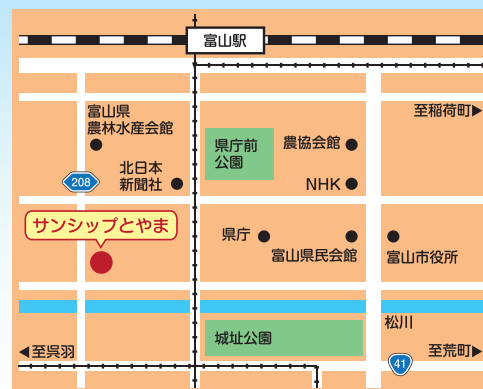 富山駅
至稲荷町▶
富山県
農林水産会館
県庁前
公園
農協会館
北日本
新聞社
208
NHK
サンシップとやま
県庁
富山県民会館
富山市役所
松川
城址公園
◀至呉羽
至荒町▶
41